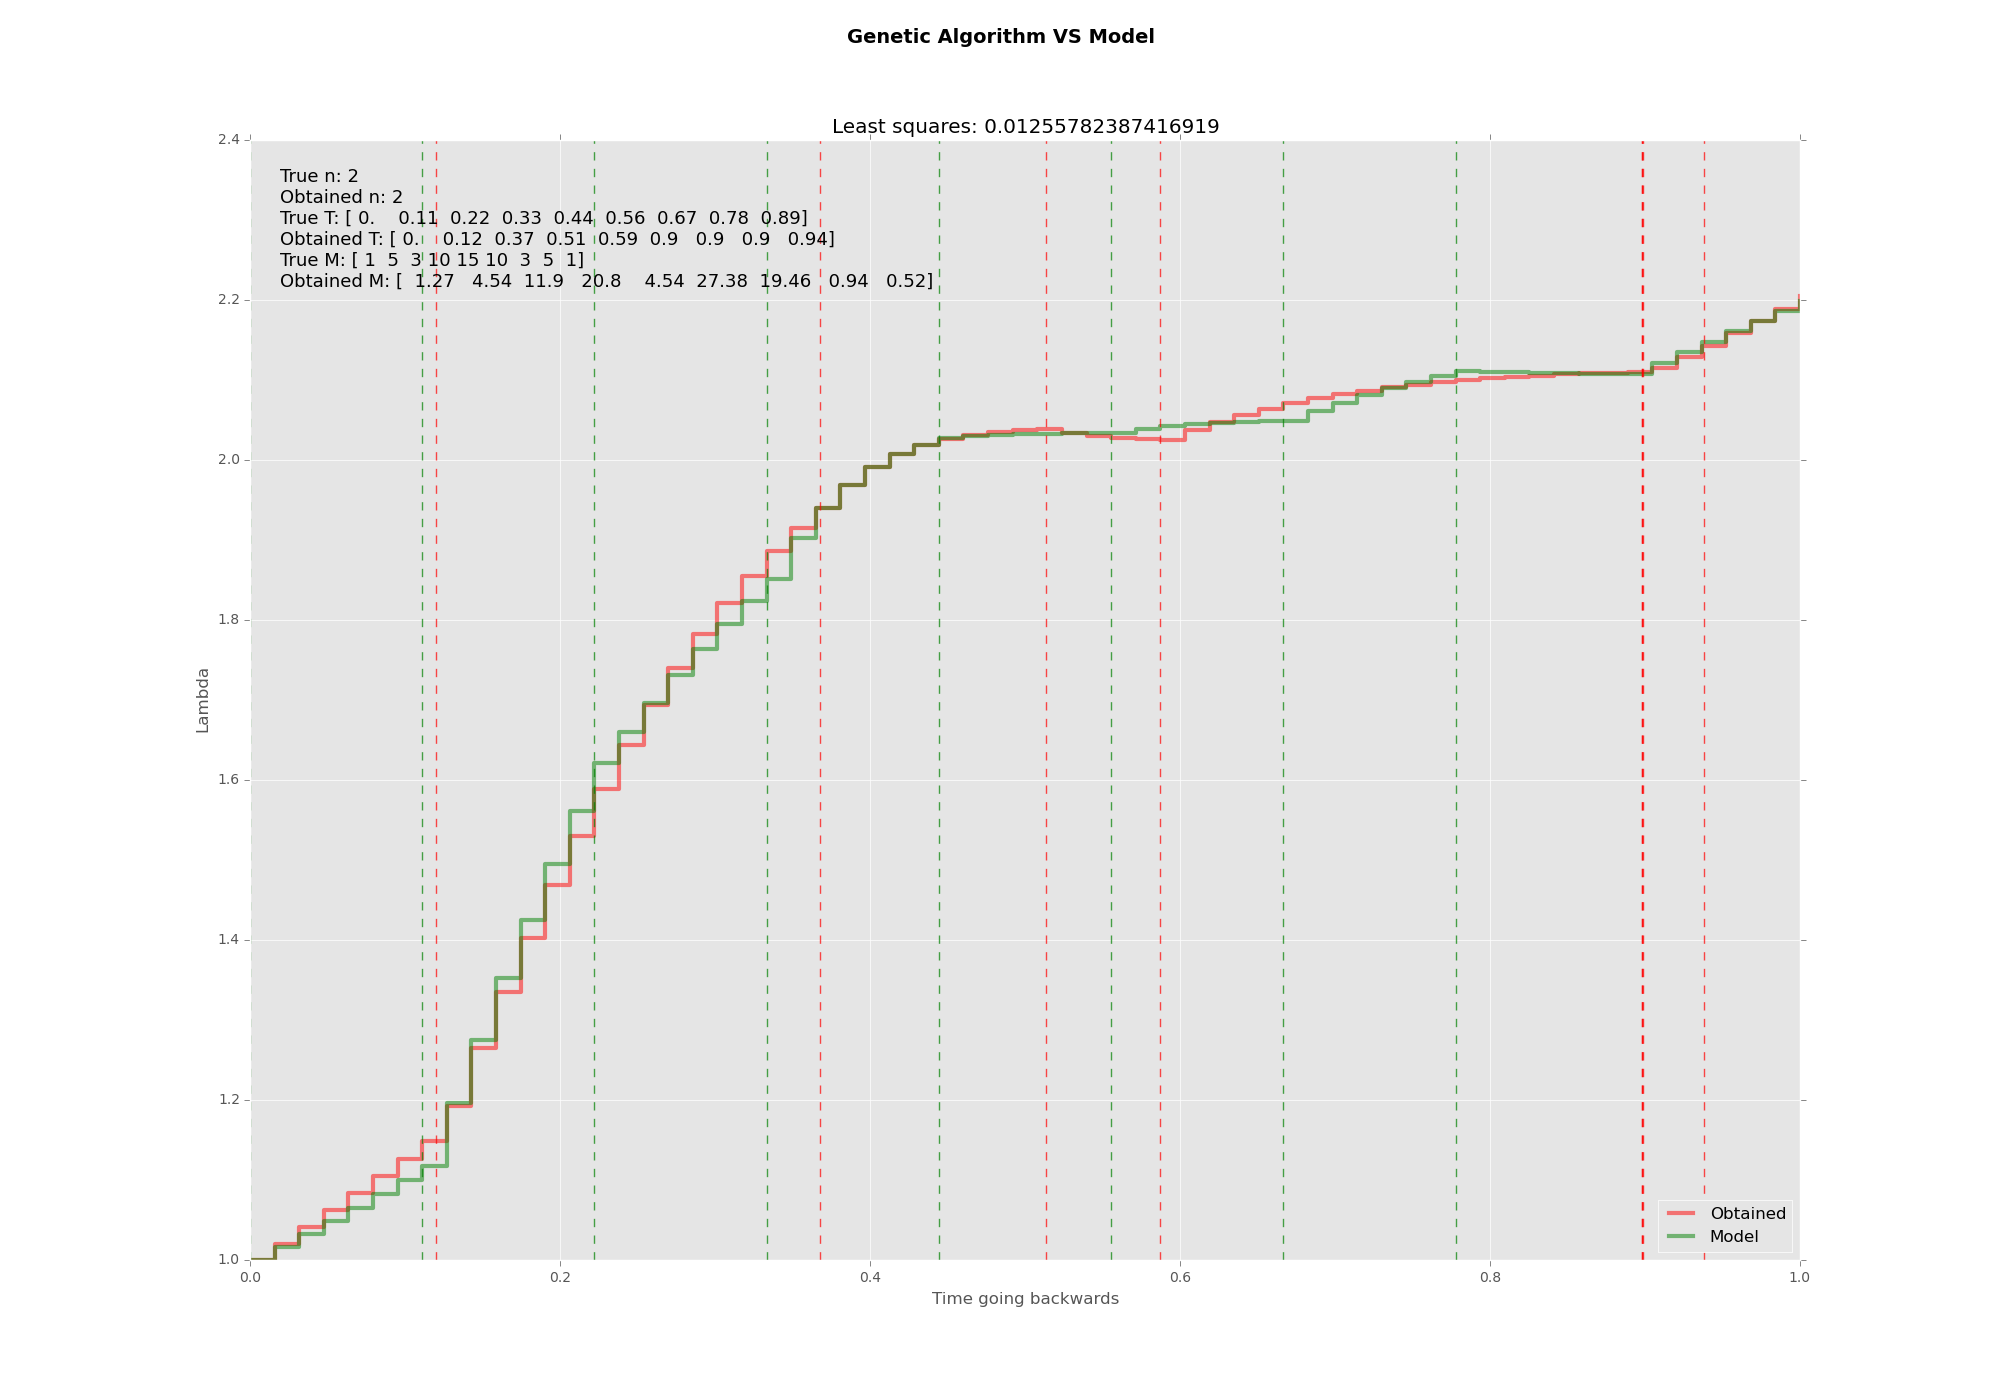 Genetic Algorithm VS Model
Least squares: 0.01255782387416919
2.4
True n: 2
Obtained n: 2
True T: [ 0. 0.11 0.22 0.33 0.44 0.56 0.67 0.78 0.89]
Obtained T: [ 0. 0.12 0.37 0.51 0.59 0.9 0.9 0.9 0.94]
True M: [ 1 5 3 10 15 10 3 5 1]
Obtained M: [ 1.27 4.54 11.9 20.8 4.54 27.38 19.46 0.94 0.52]
2.2
2.0
1.8
Lambda
1.6
1.4
1.2
Obtained
Model
1.0
0.0 0.2 0.4 0.6 0.8 1.0
Time going backwards